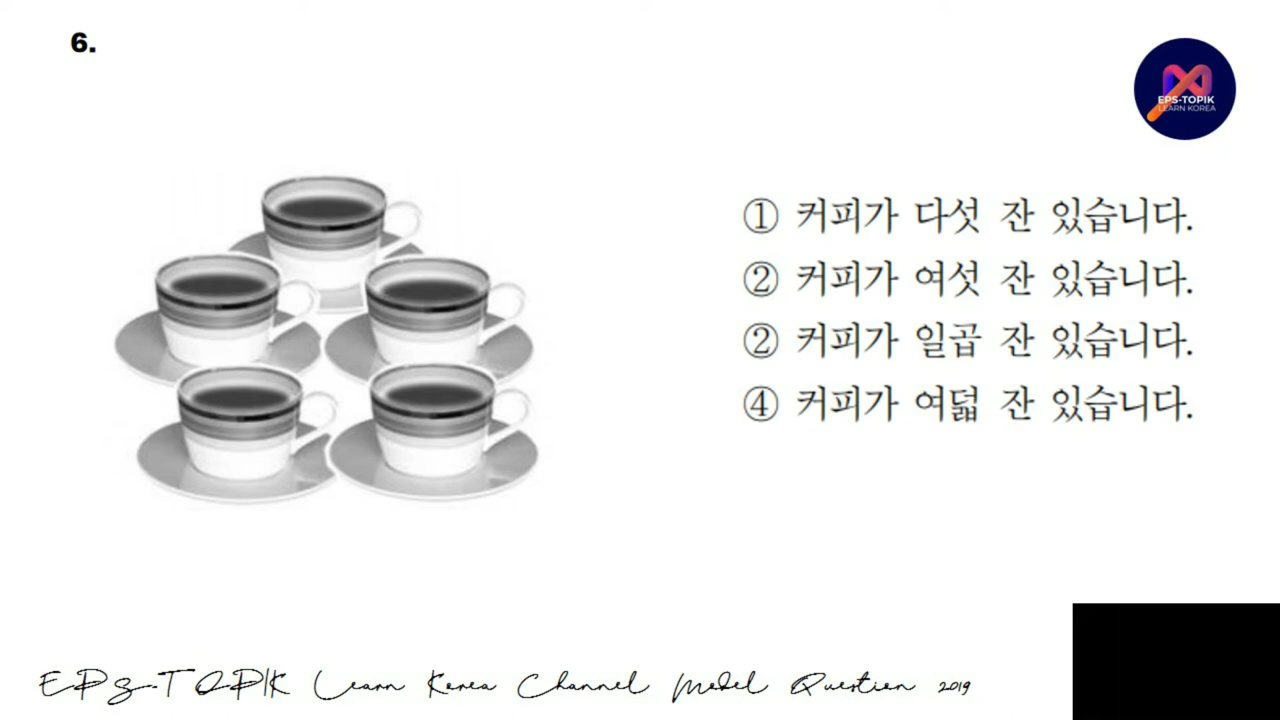 6.
EPS-TOPIK
LEARN KOREA
① 커피가 다섯 잔 있습니다.
② 커피가 여섯 잔 있습니다.
② 커피가 일곱 잔 있습니다.
④ 커피가 여덟 잔 있습니다.
EPS-TOPIK Learn Korea Channel Model Question 2019